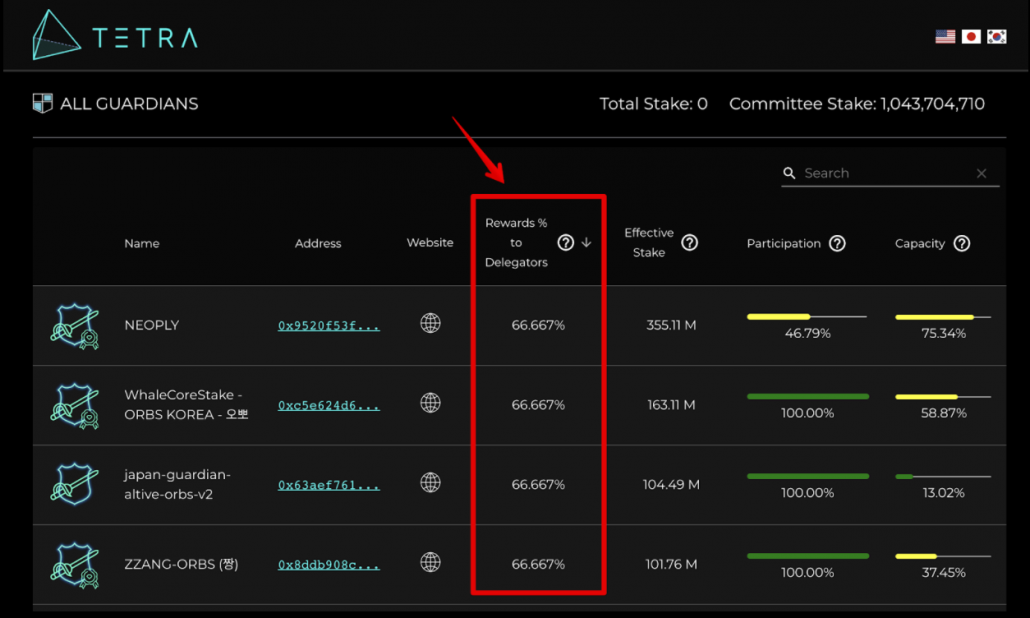 TETRA
ALL GUARDIANS
Total Stake: 0 Committee Stake: 1,043,704,710
Search
Name
Address
Website
Rewards %
to
Delegators
Effective
Stake
Participation
Capacity
NEOPLY
0x9520f53f...
66.667%
355.11 M
46.79%
75.34%
WhaleCoreStake -
ORBS KOREA - 오뽀
0xc5e624d6...
66.667%
163.11 M
100.00%
58.87%
japan-guardian-
altive-orbs-v2
0x63aef761...
66.667%
104.49 M
100.00%
13.02%
ZZANG-ORBS (짱)
0x8ddb908c...
66.667%
101.76 M
100.00%
37.45%